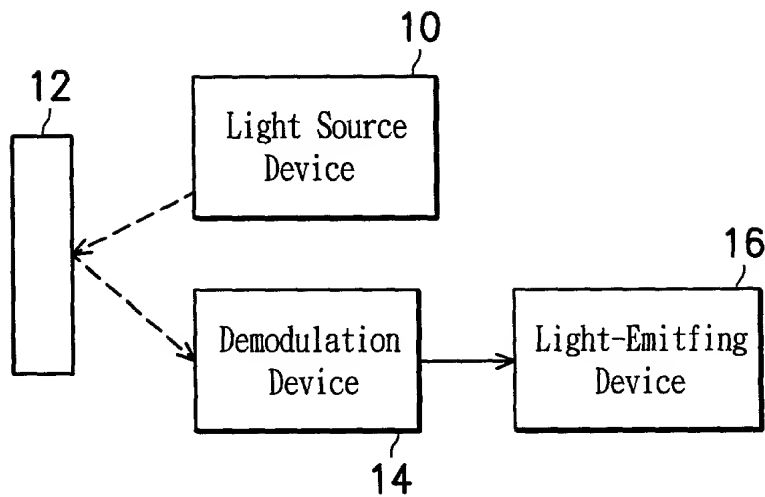 10
12
Light Source
Device
16
Demodulation
Device
Light-Emitfing
Device
14